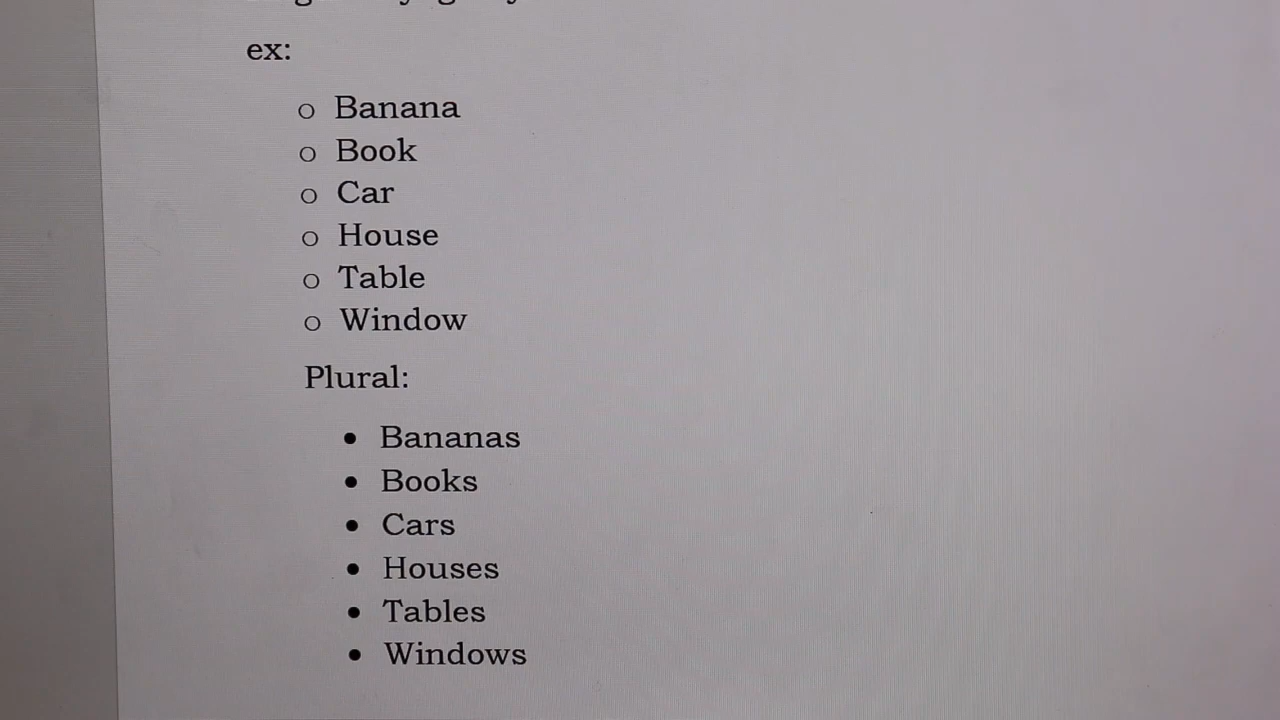 ex:
o Banana
o Book
o Car
o House
o Table
o Window
Plural:
• Bananas
• Books
• Cars
• Houses
• Tables
• Windows